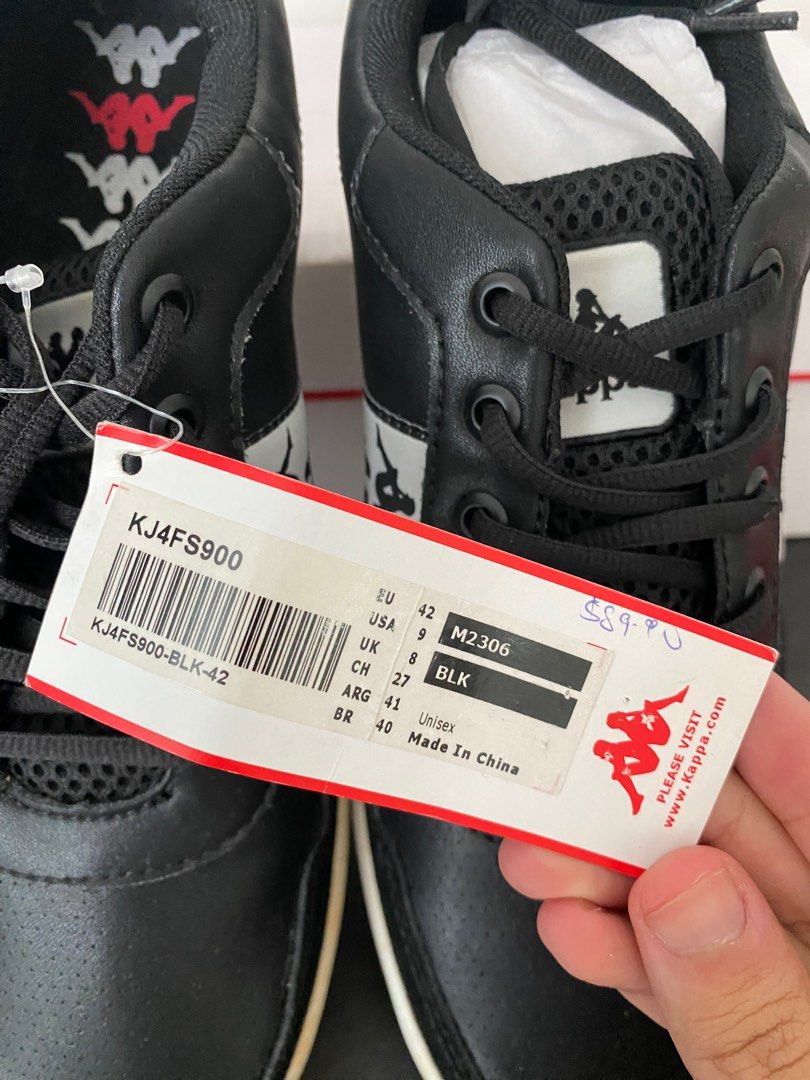 KJ4FS900
KJ4FS900-BLK-42
EU 42
USA 9
UK 8
CH 27
ARG 41
BR 40
M2306
BLK
Unisex
Made In China
PLEASE VISIT
www.Kappa.com